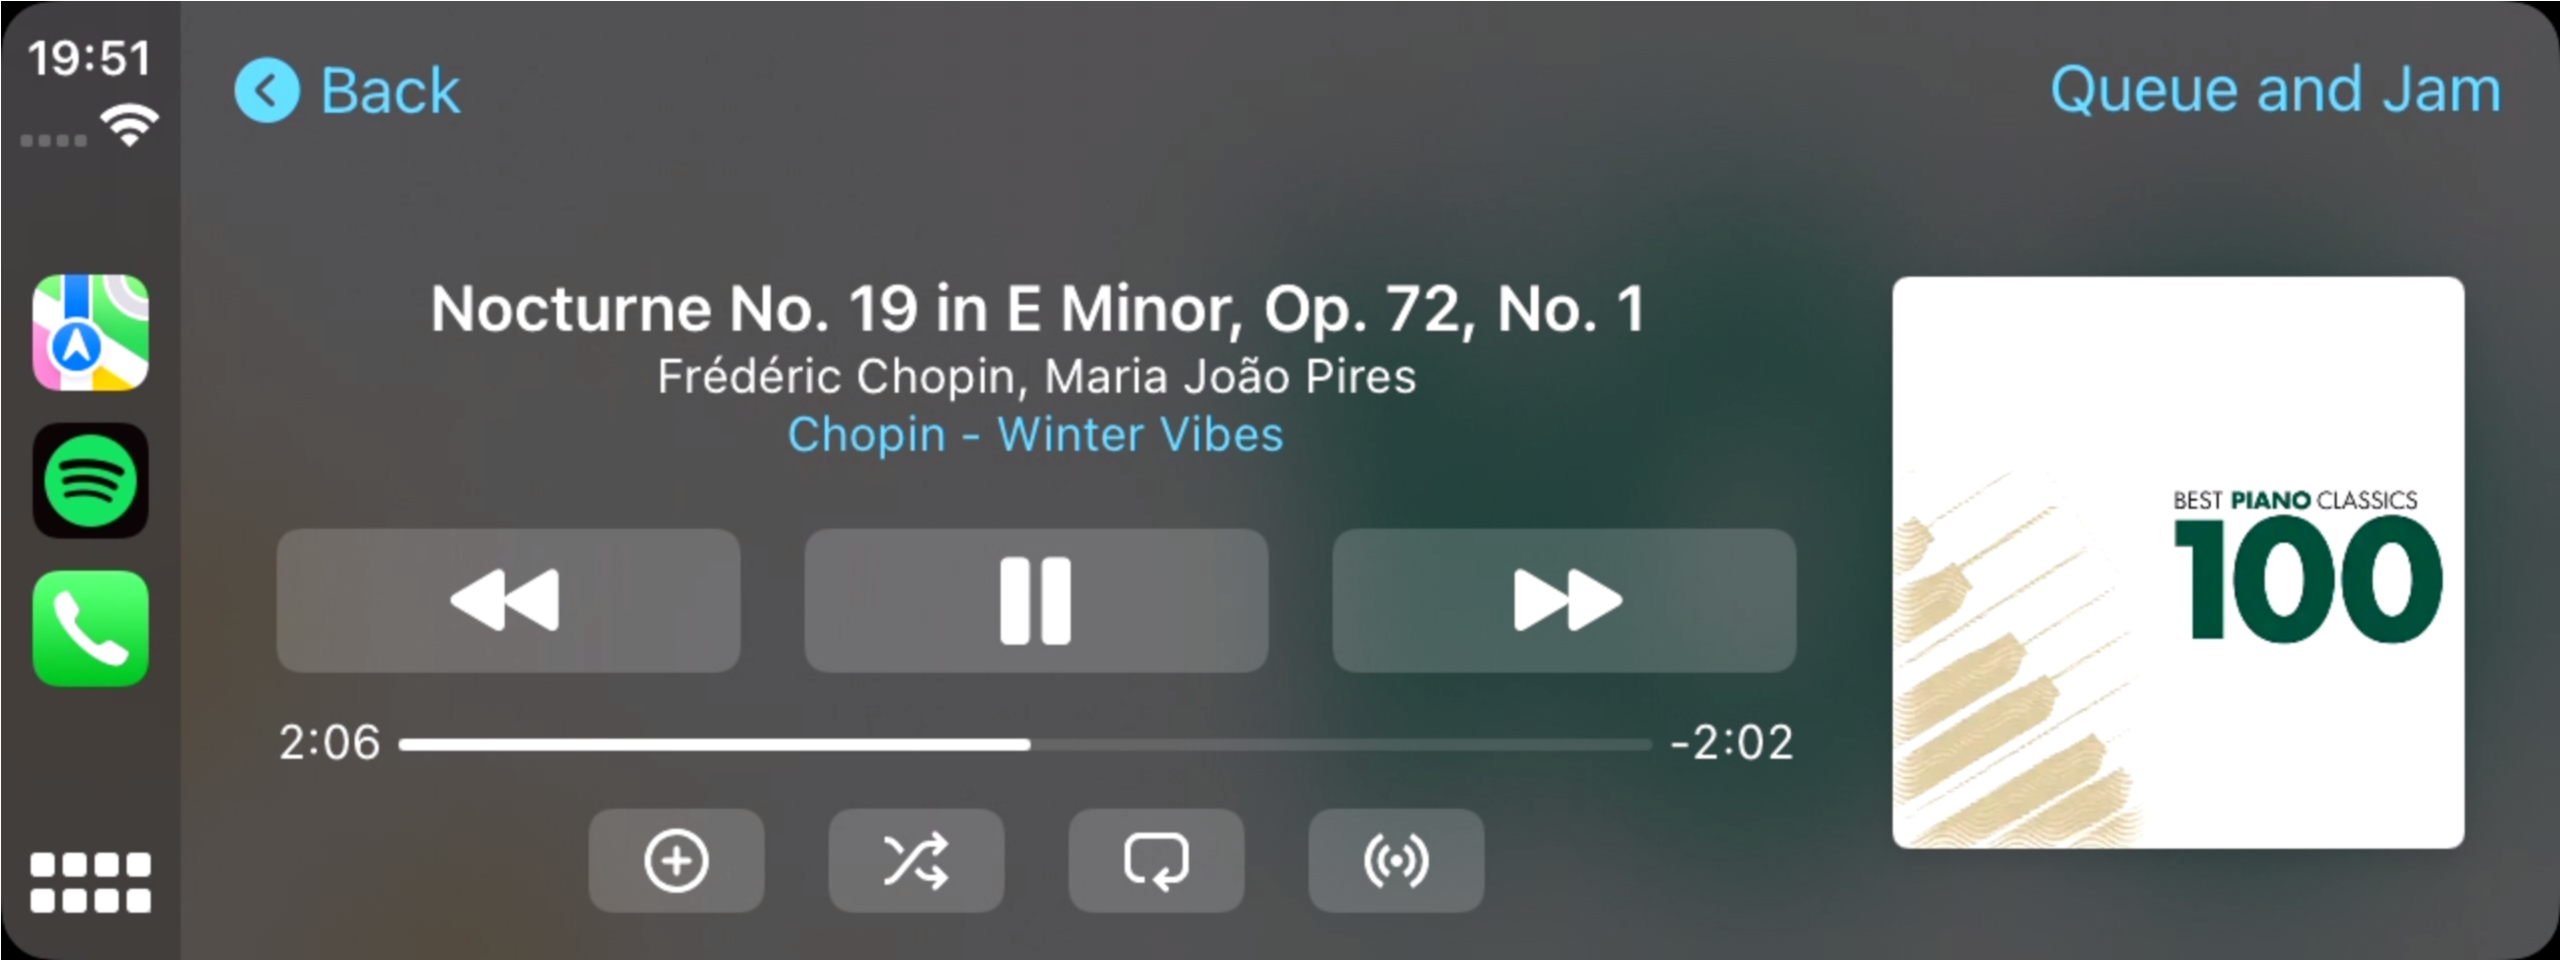 19:51
Back
Queue and Jam
Nocturne No. 19 in E Minor, Op. 72, No. 1
Frédéric Chopin, Maria João Pires
Chopin - Winter Vibes
2:06
-2:02
BEST PIANO CLASSICS
100